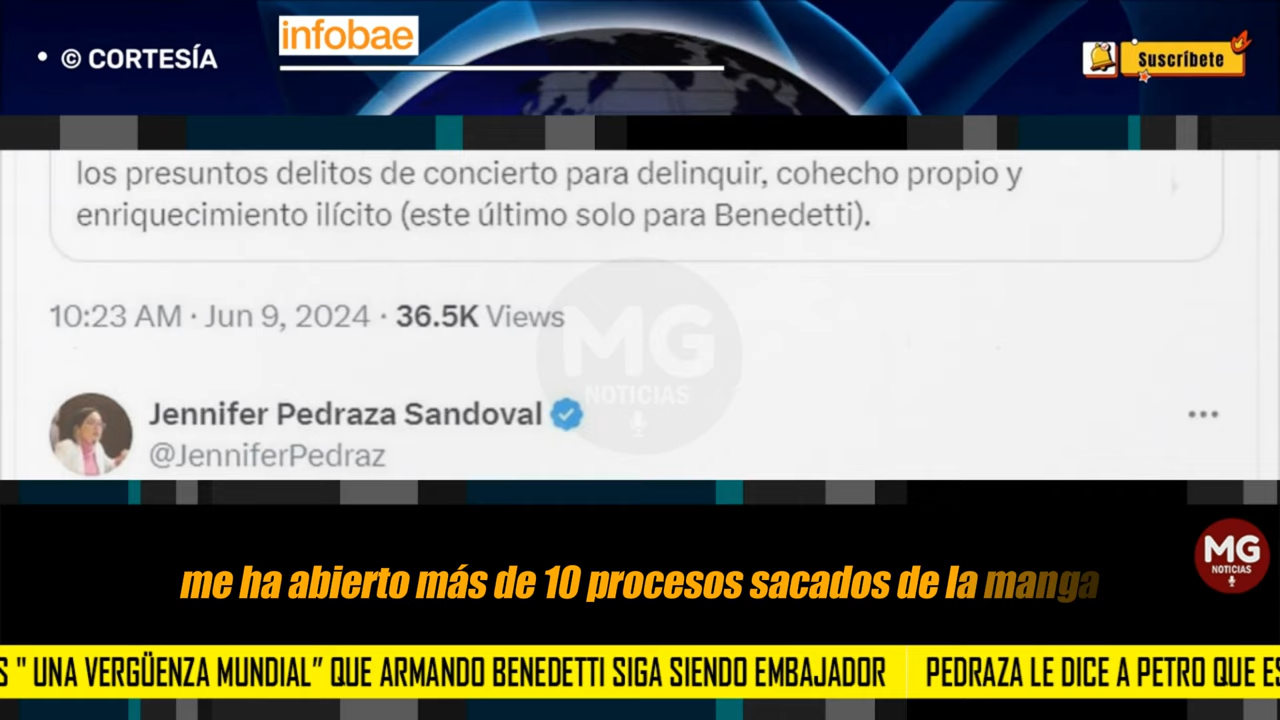 • © CORTESÍA
infobae
Suscríbete
los presuntos delitos de concierto para delinquir, cohecho propio y
enriquecimiento ilícito (este último solo para Benedetti).
10:23 AM · Jun 9, 2024 · 36.5K Views
MG
NOTICIAS
Jennifer Pedraza Sandoval
@JenniferPedraz
me ha abierto más de 10 procesos sacados de la manga
MG
NOTICIAS
S " UNA VERGÜENZA MUNDIAL” QUE ARMANDO BENEDETTI SIGA SIENDO EMBAJADOR PEDRAZA LE DICE A PETRO QUE ES